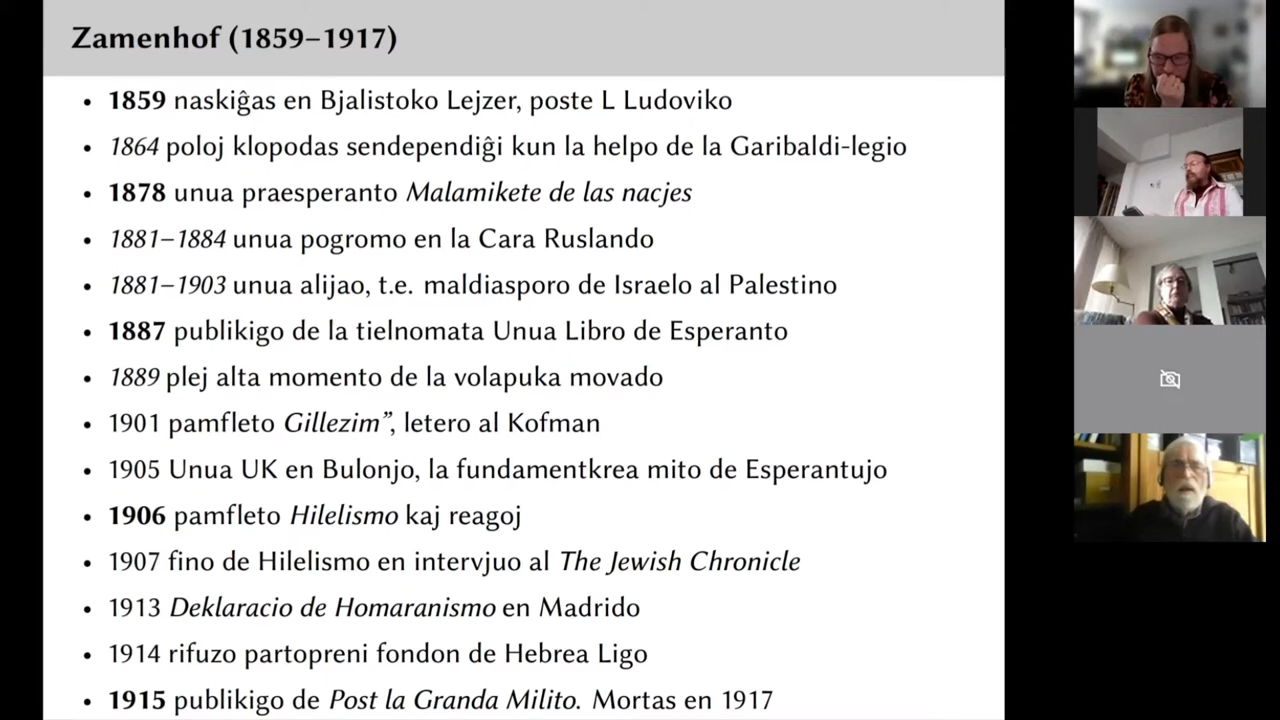 Zamenhof (1859–1917)
• 1859 naskiĝas en Bjalistoko Lejzer, poste L Ludoviko
• 1864 poloj klopodas sendependiĝi kun la helpo de la Garibaldi-legio
• 1878 unua praesperanto Malamikete de las nacjes
• 1881–1884 unua pogromo en la Cara Ruslando
• 1881–1903 unua alijao, t.e. maldiasporo de Israelo al Palestino
• 1887 publikigo de la tielnomata Unua Libro de Esperanto
• 1889 plej alta momento de la volapuka movado
• 1901 pamfleto Gillezim”, letero al Kofman
• 1905 Unua UK en Bulonjo, la fundamentkrea mito de Esperantujo
• 1906 pamfleto Hilelismo kaj reagoj
• 1907 fino de Hilelismo en intervjuo al The Jewish Chronicle
• 1913 Deklaracio de Homaranismo en Madrido
• 1914 rifuzo partopreni fondon de Hebrea Ligo
• 1915 publikigo de Post la Granda Milito. Mortas en 1917